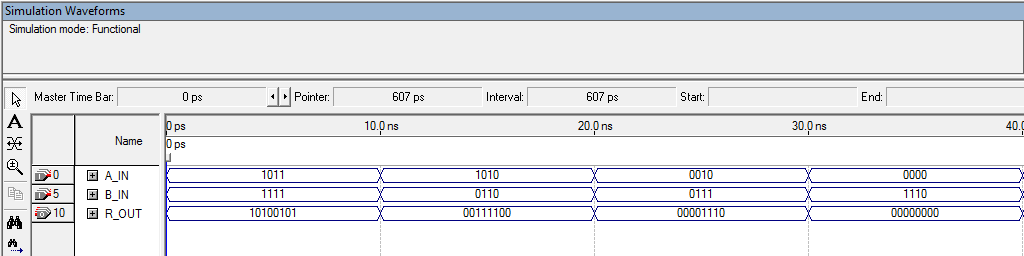 Simulation Waveforms
Simulation mode: Functional
Master Time Bar: 0 ps Pointer: 607 ps Interval: 607 ps Start: End:
Name 0 ps 10.0 ns 20.0 ns 30.0 ns 40.0
0 ps
0 A_IN 1011 1010 0010 0000
5 B_IN 1111 0110 0111 1110
10 R_OUT 10100101 00111100 00001110 00000000